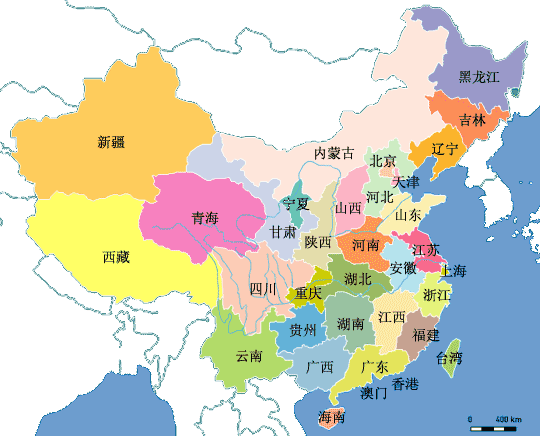 黑龙江
吉林
新疆
辽宁
内蒙古
北京
天津
宁夏
河北
山西
青海
山东
甘肃
陕西
河南
江苏
西藏
安徽
上海
湖北
四川
重庆
浙江
江西
湖南
贵州
福建
云南
台湾
广西
广东
香港
澳门
海南
0 400 km